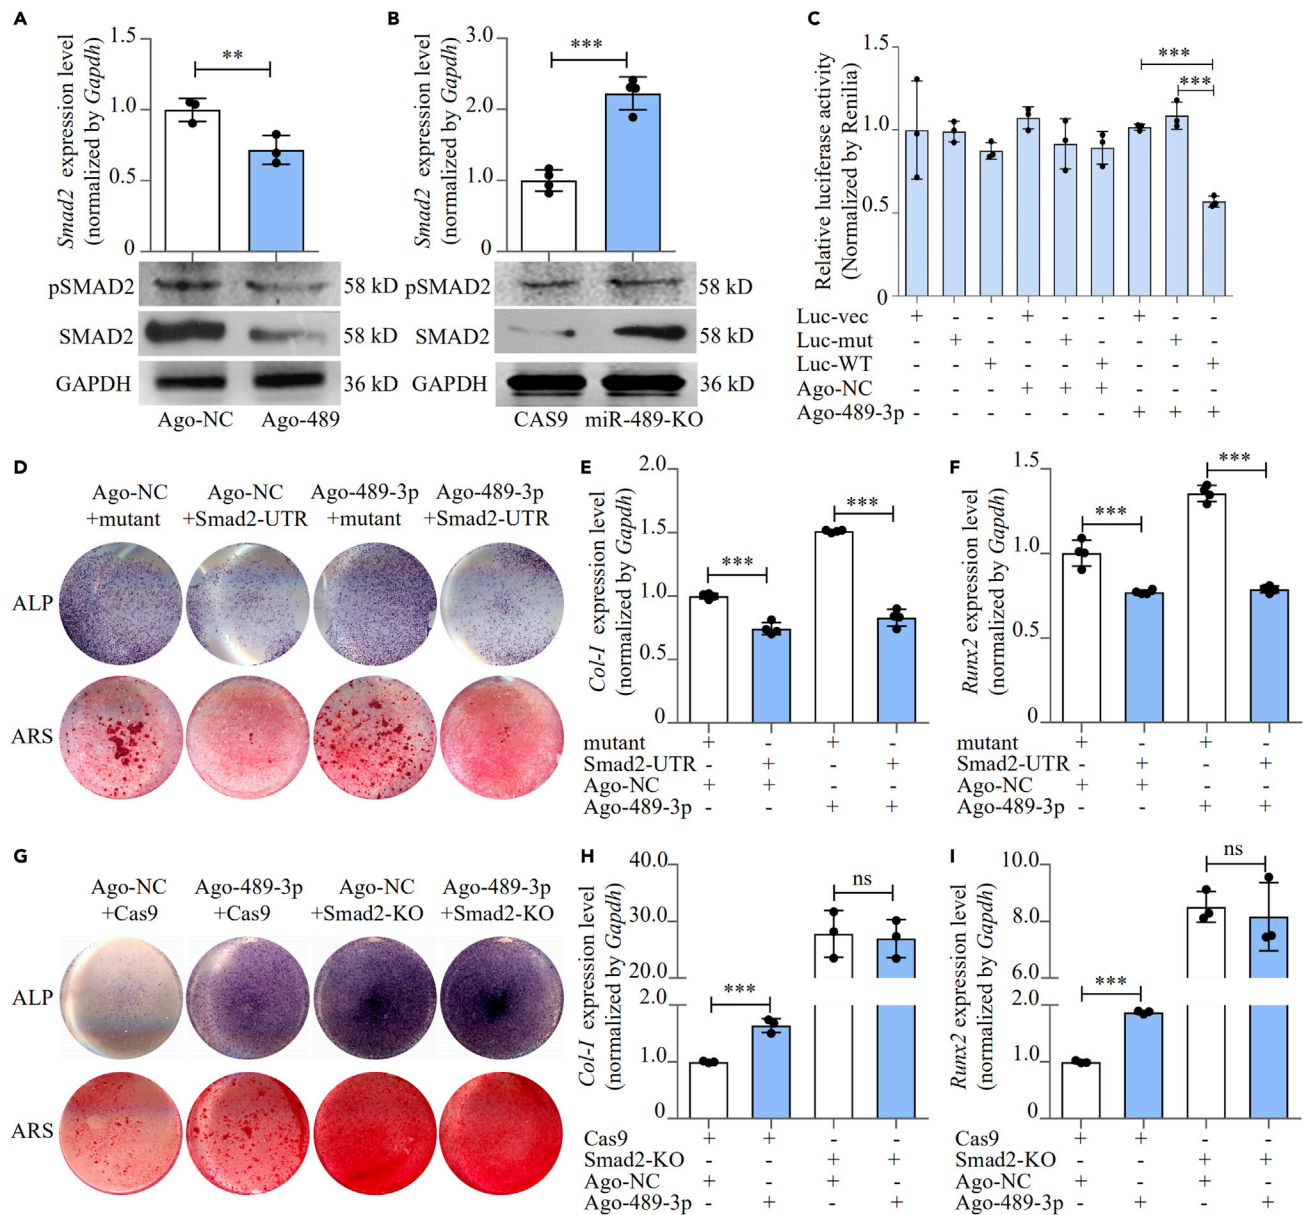 A
Smad2 expression level
(normalized by Gapdh)
1.5
1.0
0.5
0
**
pSMAD2
58 kD
SMAD2
58 kD
GAPDH
36 kD
Ago-NC Ago-489
B
Smad2 expression level
(normalized by Gapdh)
3.0
2.0
1.0
0
***
pSMAD2
58 kD
SMAD2
58 kD
GAPDH
36 kD
CAS9 miR-489-KO
C
Relative luciferase activity
(Normalized by Renilia)
1.5
1.0
0.5
0
***
***
Luc-vec + - - + - - + - -
Luc-mut - + - - + - - + -
Luc-WT - - + - - + - - +
Ago-NC - - - + + + - - -
Ago-489-3p - - - - - - + + +
D
Ago-NC
+mutant
Ago-NC
+Smad2-UTR
Ago-489-3p
+mutant
Ago-489-3p
+Smad2-UTR
ALP
ARS
E
Col-I expression level
(normalized by Gapdh)
2.0
1.5
1.0
0.5
0
***
***
mutant + - + -
Smad2-UTR - + - +
Ago-NC + + - -
Ago-489-3p - - + +
F
Runx2 expression level
(normalized by Gapdh)
1.5
1.0
0.5
0
***
***
mutant + - + -
Smad2-UTR - + - +
Ago-NC + + - -
Ago-489-3p - - + +
G
Ago-NC
+Cas9
Ago-489-3p
+Cas9
Ago-NC
+Smad2-KO
Ago-489-3p
+Smad2-KO
ALP
ARS
H
Col-I expression level
(normalized by Gapdh)
40.0
30.0
20.0
2.0
1.0
0
***
ns
Cas9 + + - -
Smad2-KO - - + +
Ago-NC + - + -
Ago-489-3p - + - +
I
Runx2 expression level
(normalized by Gapdh)
10.0
8.0
6.0
2.0
1.0
0
***
ns
Cas9 + + - -
Smad2-KO - - + +
Ago-NC + - + -
Ago-489-3p - + - +